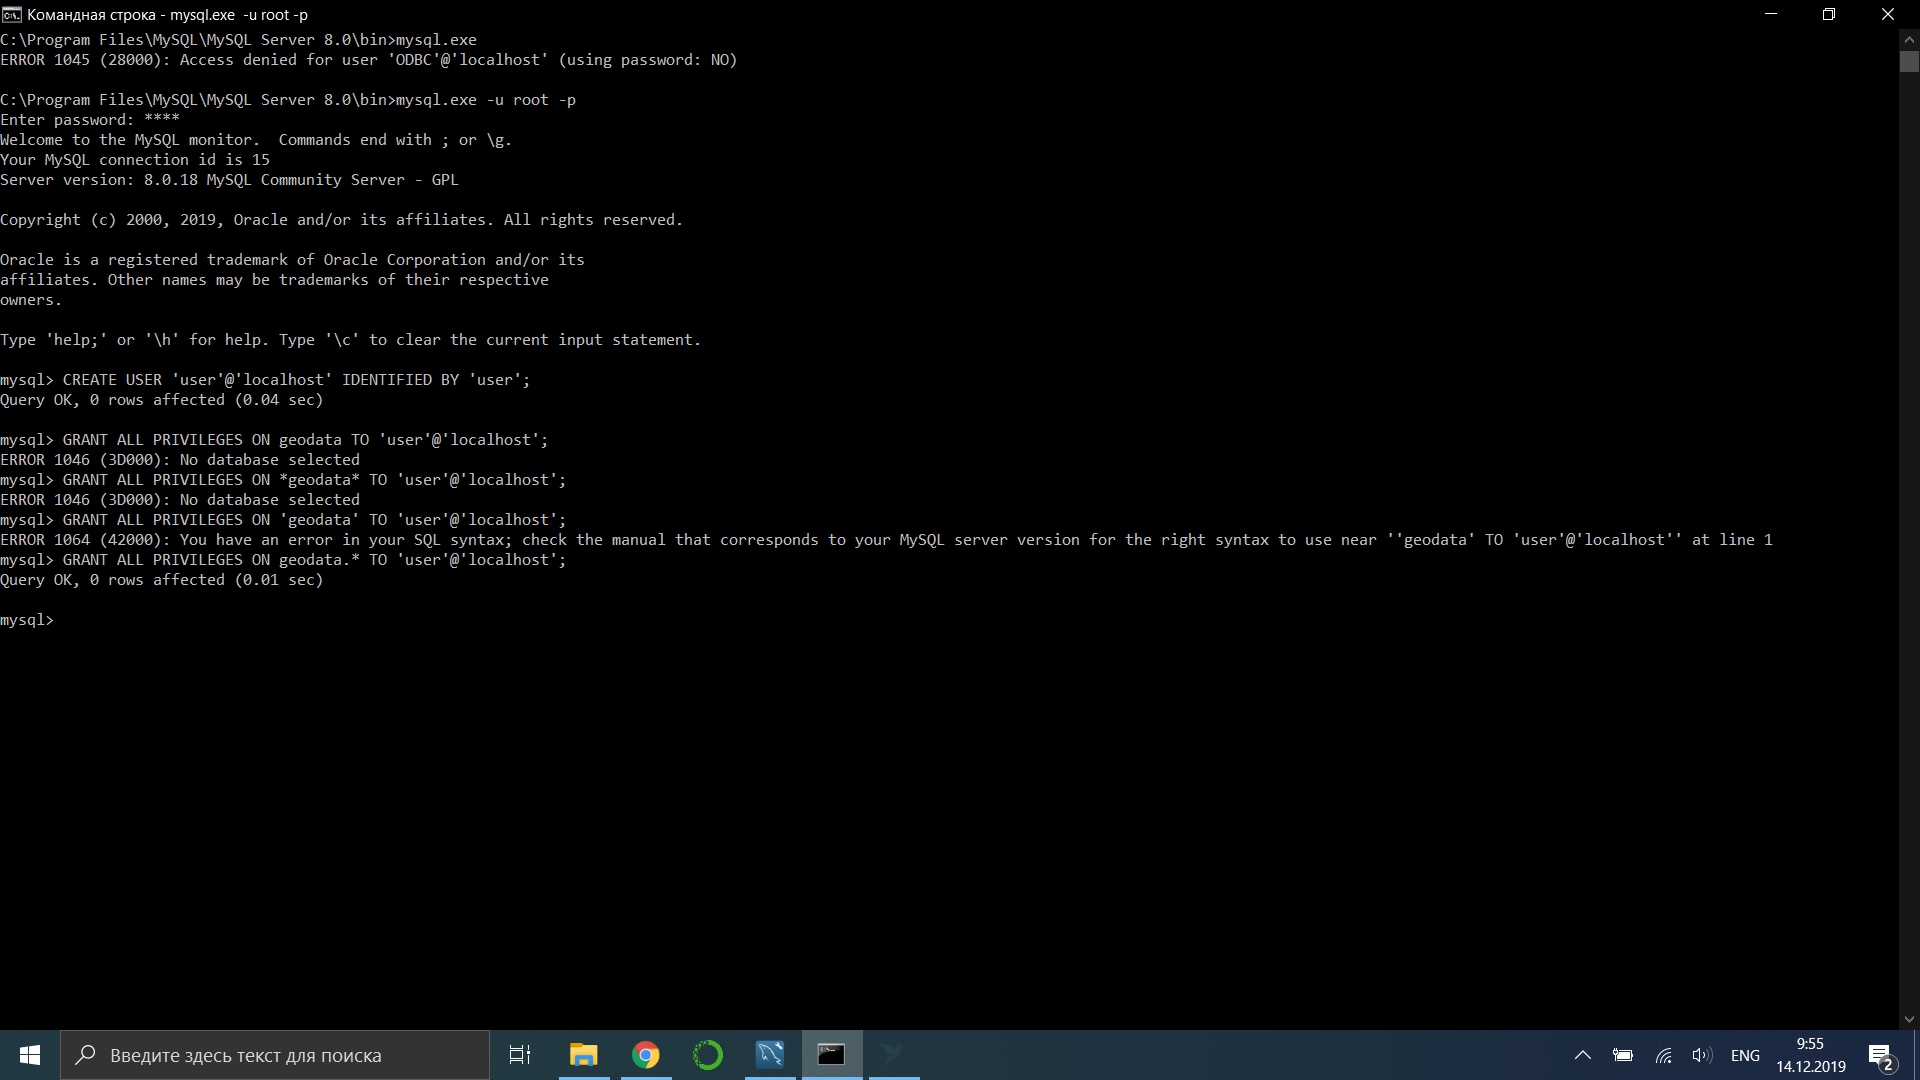 Командная строка - mysql.exe -u root -p
C:\Program Files\MySQL\MySQL Server 8.0\bin>mysql.exe
ERROR 1045 (28000): Access denied for user 'ODBC'@'localhost' (using password: NO)
C:\Program Files\MySQL\MySQL Server 8.0\bin>mysql.exe -u root -p
Enter password: ****
Welcome to the MySQL monitor.  Commands end with ; or \g.
Your MySQL connection id is 15
Server version: 8.0.18 MySQL Community Server - GPL
Copyright (c) 2000, 2019, Oracle and/or its affiliates. All rights reserved.
Oracle is a registered trademark of Oracle Corporation and/or its
affiliates. Other names may be trademarks of their respective
owners.
Type 'help;' or '\h' for help. Type '\c' to clear the current input statement.
mysql> CREATE USER 'user'@'localhost' IDENTIFIED BY 'user';
Query OK, 0 rows affected (0.04 sec)
mysql> GRANT ALL PRIVILEGES ON geodata TO 'user'@'localhost';
ERROR 1046 (3D000): No database selected
mysql> GRANT ALL PRIVILEGES ON *geodata* TO 'user'@'localhost';
ERROR 1046 (3D000): No database selected
mysql> GRANT ALL PRIVILEGES ON 'geodata' TO 'user'@'localhost';
ERROR 1064 (42000): You have an error in your SQL syntax; check the manual that corresponds to your MySQL server version for the right syntax to use near ''geodata' TO 'user'@'localhost'' at line 1
mysql> GRANT ALL PRIVILEGES ON geodata.* TO 'user'@'localhost';
Query OK, 0 rows affected (0.01 sec)
mysql>
Введите здесь текст для поиска
ENG
9:55
14.12.2019
2